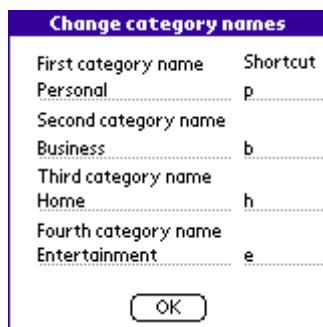 Change category names
First category name Shortcut
Personal p
Second category name
Business b
Third category name
Home h
Fourth category name
Entertainment e
OK